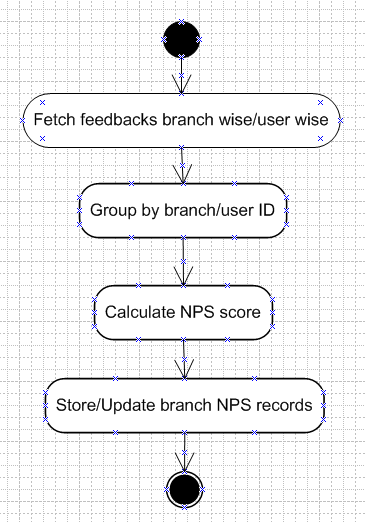 Fetch feedbacks branch wise/user wise
Group by branch/user ID
Calculate NPS score
Store/Update branch NPS records